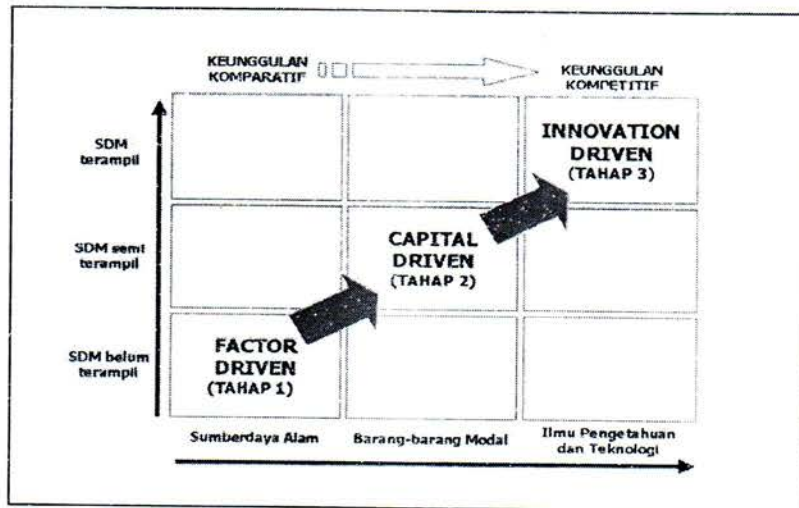 KEUNGGULAN
KOMPARATIF
KEUNGGULAN
KOMPETITIF
SDM
terampil
INNOVATION
DRIVEN
(TAHAP 3)
SDM semi
terampil
CAPITAL
DRIVEN
(TAHAP 2)
SDM belum
terampil
FACTOR
DRIVEN
(TAHAP 1)
Sumberdaya Alam
Barang-barang Modal
Ilmu Pengetahuan
dan Teknologi